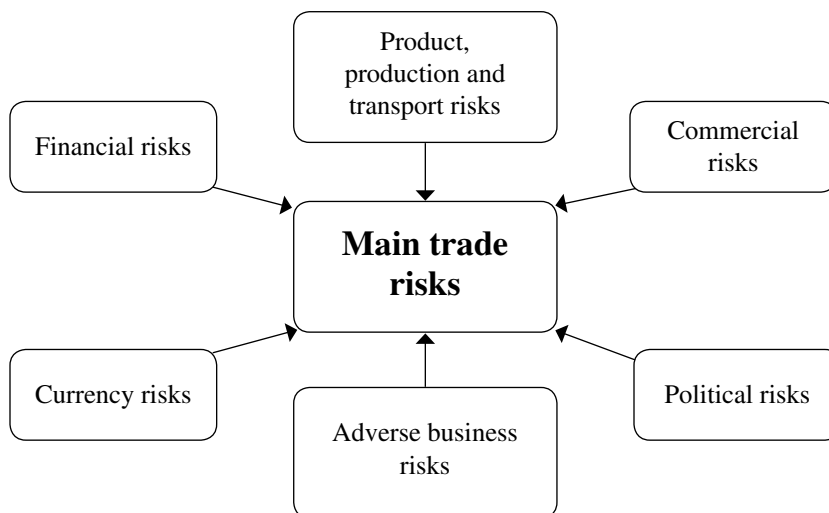 Product,
production and
transport risks
Financial risks
Commercial
risks
Main trade
risks
Currency risks
Adverse business
risks
Political risks